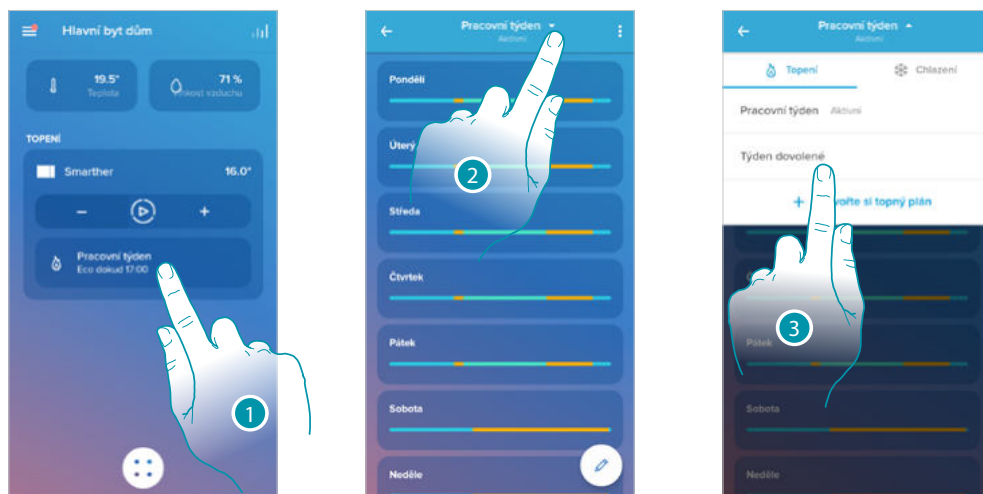 Hlavní byt dům
19.5°
Teplota
71 %
vzduchu
TOPENÍ
Smarther
16.0°
Pracovní týden
Eco dokud 17:00
1
Pracovní týden
Aktivní
Pondělí
Úterý
Středa
Čtvrtek
Pátek
Sobota
Neděle
2
Pracovní týden
Aktivní
Topení
Chlazení
Pracovní týden Aktivní
Týden dovolené
+ si topný plán
Pátek
Sobota
Neděle
3